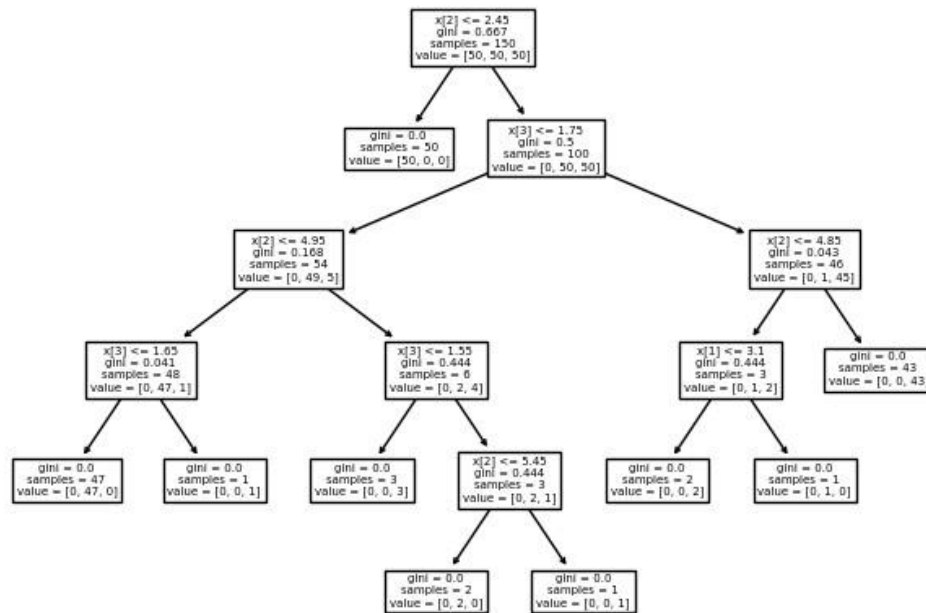 x[2] <= 2.45
gini = 0.667
samples = 150
value = [50, 50, 50]
gini = 0.0
samples = 50
value = [50, 0, 0]
x[3] <= 1.75
gini = 0.5
samples = 100
value = [0, 50, 50]
x[2] <= 4.95
gini = 0.168
samples = 54
value = [0, 49, 5]
x[2] <= 4.85
gini = 0.043
samples = 46
value = [0, 1, 45]
x[3] <= 1.65
gini = 0.041
samples = 48
value = [0, 47, 1]
x[3] <= 1.55
gini = 0.444
samples = 6
value = [0, 2, 4]
x[1] <= 3.1
gini = 0.444
samples = 3
value = [0, 1, 2]
gini = 0.0
samples = 43
value = [0, 0, 43]
gini = 0.0
samples = 47
value = [0, 47, 0]
gini = 0.0
samples = 1
value = [0, 0, 1]
gini = 0.0
samples = 3
value = [0, 0, 3]
x[2] <= 5.45
gini = 0.444
samples = 3
value = [0, 2, 1]
gini = 0.0
samples = 2
value = [0, 0, 2]
gini = 0.0
samples = 1
value = [0, 1, 0]
gini = 0.0
samples = 2
value = [0, 2, 0]
gini = 0.0
samples = 1
value = [0, 0, 1]